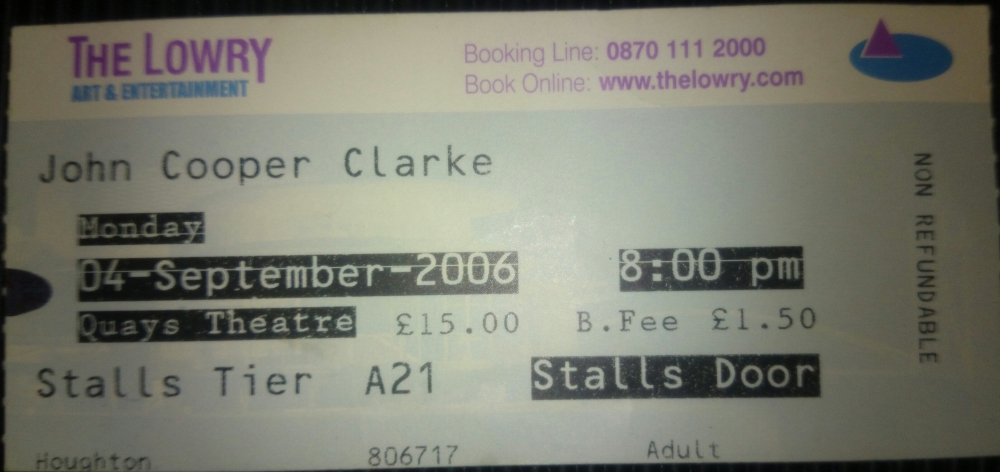 THE LOWRY
ART & ENTERTAINMENT
Booking Line: 0870 111 2000
Book Online: www.thelowry.com
John Cooper Clarke
Monday
04-September-2006 8:00 pm
Quays Theatre £15.00 B.Fee £1.50
Stalls Tier A21 Stalls Door
Houghton 806717 Adult
NON REFUNDABLE